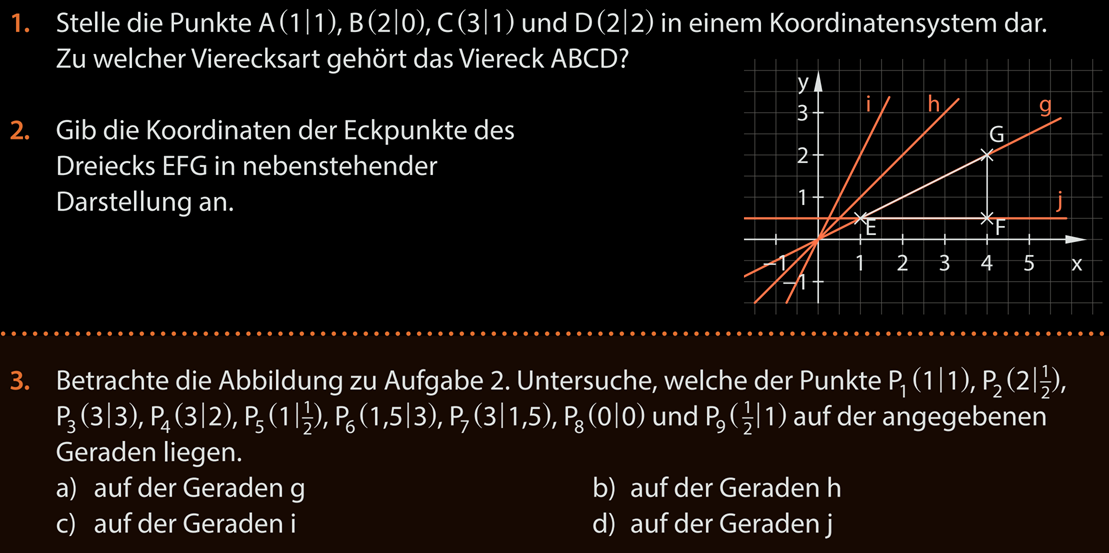 1. Stelle die Punkte A(1|1), B(2|0), C(3|1) und D(2|2) in einem Koordinatensystem dar.
Zu welcher Vierecksart gehört das Viereck ABCD?
2. Gib die Koordinaten der Eckpunkte des
Dreiecks EFG in nebenstehender
Darstellung an.
y
i h g
3
G
2
1
j
E F
−1 1 2 3 4 5 x
−1
3. Betrachte die Abbildung zu Aufgabe 2. Untersuche, welche der Punkte P₁(1|1), P₂(2|½),
P₃(3|3), P₄(3|2), P₅(1|½), P₆(1,5|3), P₇(3|1,5), P₈(0|0) und P₉(½|1) auf der angegebenen
Geraden liegen.
a) auf der Geraden g b) auf der Geraden h
c) auf der Geraden i d) auf der Geraden j